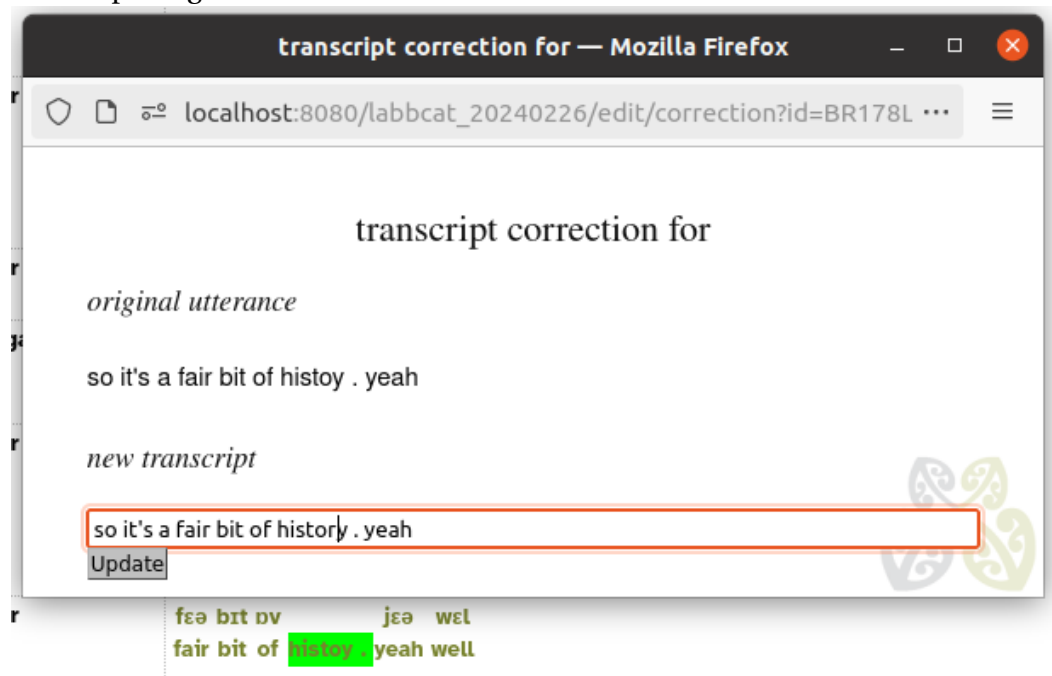 transcript correction for — Mozilla Firefox
localhost:8080/labbcat_20240226/edit/correction?id=BR178L ···
transcript correction for
original utterance
so it's a fair bit of histoy . yeah
new transcript
so it's a fair bit of history . yeah
Update
r
r
r
r
fɛə bɪt ɒv jɛə wɛl
fair bit of histoy . yeah well